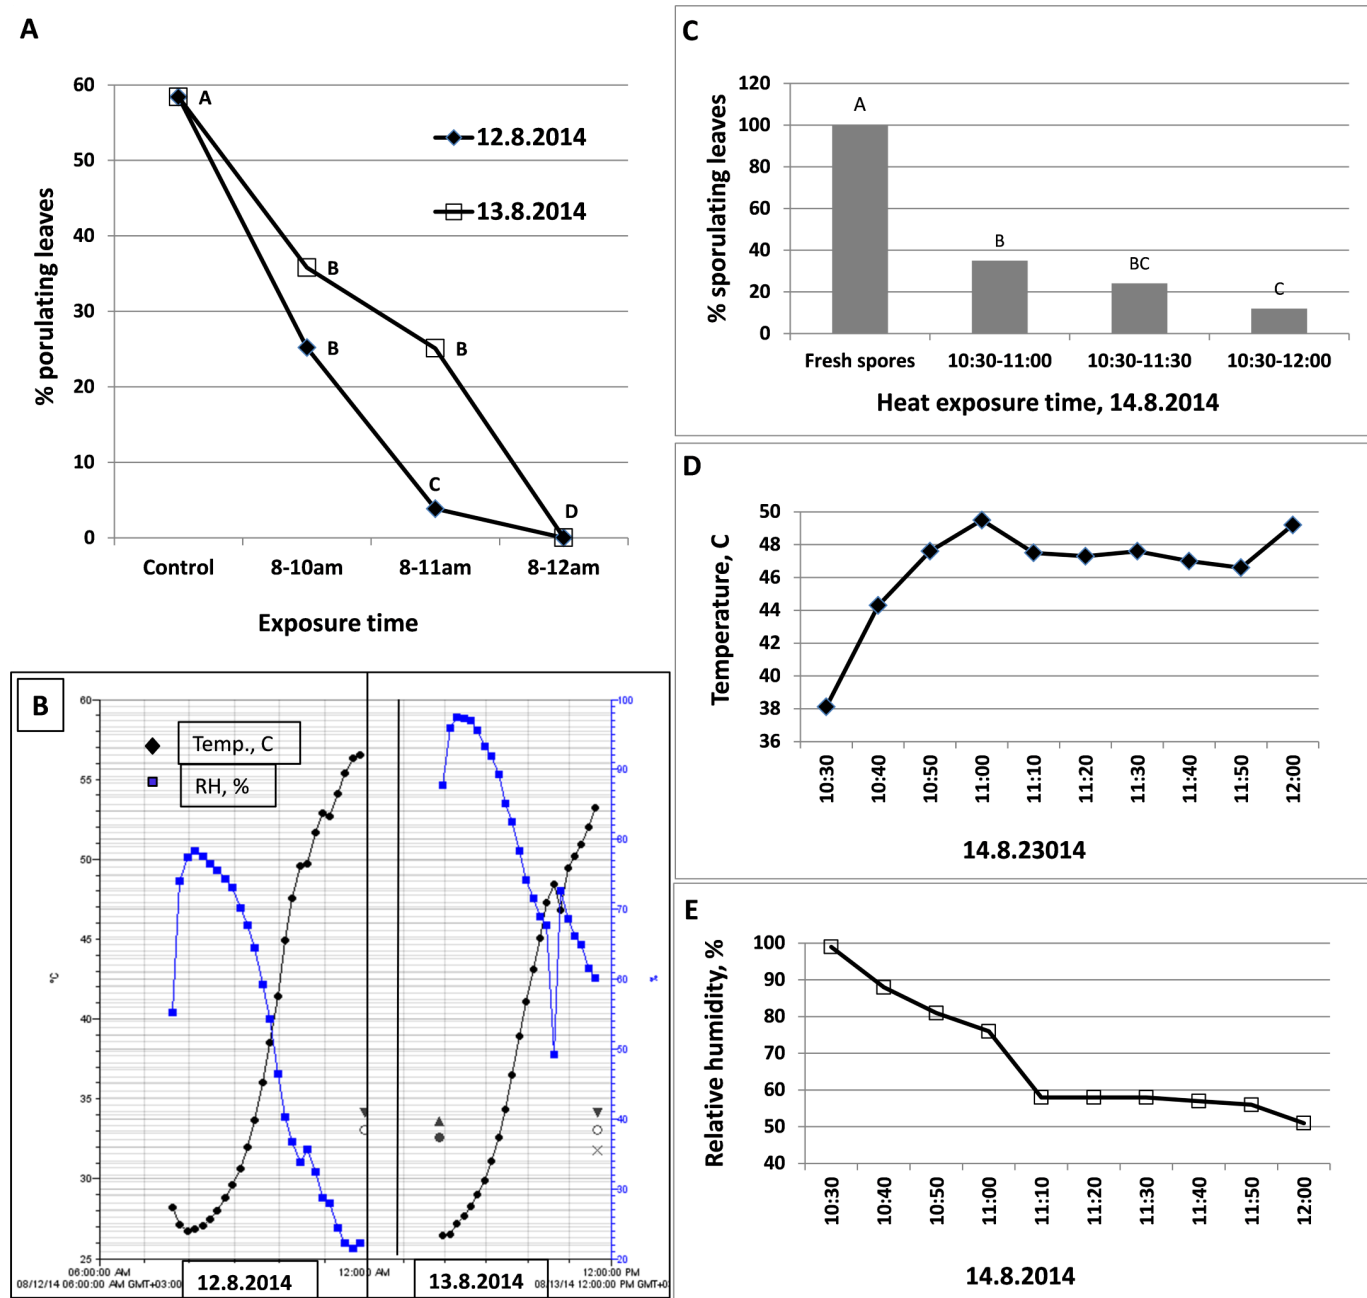 A
60
50
40
30
20
10
0
% porulating leaves
A
B
B
B
C
D
12.8.2014
13.8.2014
Control 8-10am 8-11am 8-12am
Exposure time
B
60
55
50
45
40
35
30
25
°C
Temp., C
RH, %
100
90
80
70
60
50
40
30
20
%
06:00:00 AM 12:00 AM 12:00:00 PM
08/12/14 06:00:00 AM GMT+03:00 08/13/14 12:00:00 PM GMT+0
12.8.2014 13.8.2014
C
120
100
80
60
40
20
0
% sporulating leaves
A
B
BC
C
Fresh spores 10:30-11:00 10:30-11:30 10:30-12:00
Heat exposure time, 14.8.2014
D
50
48
46
44
42
40
38
36
Temperature, C
10:30 10:40 10:50 11:00 11:10 11:20 11:30 11:40 11:50 12:00
14.8.23014
E
100
90
80
70
60
50
40
Relative humidity, %
10:30 10:40 10:50 11:00 11:10 11:20 11:30 11:40 11:50 12:00
14.8.2014